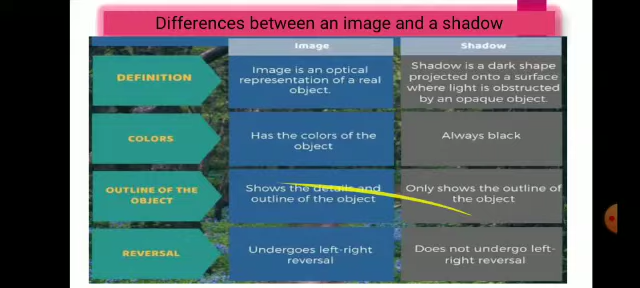 Differences between an image and a shadow
Image
Shadow
DEFINITION
Image is an optical
representation of a real
object.
Shadow is a dark shape
projected onto a surface
where light is obstructed
by an opaque object.
COLORS
Has the colors of the
object
Always black
OUTLINE OF THE
OBJECT
Shows the details and
outline of the object
Only shows the outline of
the object
REVERSAL
Undergoes left-right
reversal
Does not undergo left-
right reversal